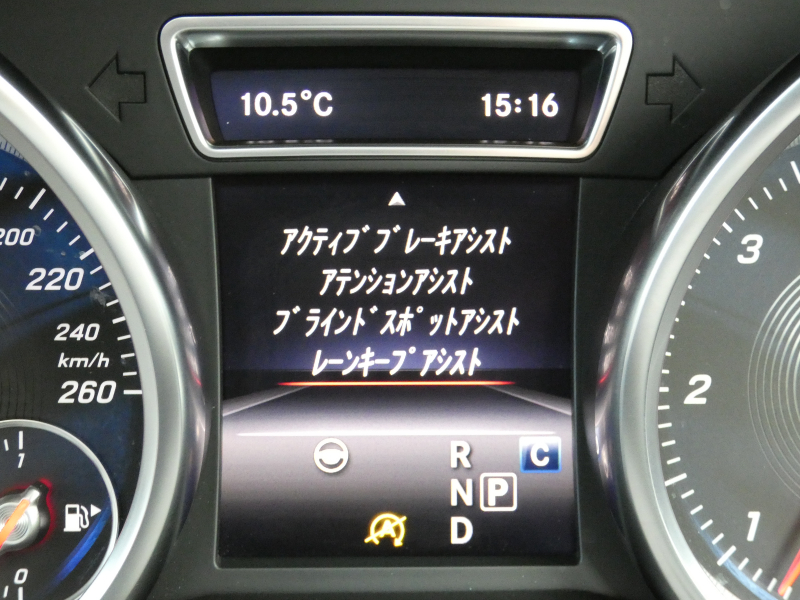 10.5°C 15:16
アクティブブレーキアシスト
アテンションアシスト
ブラインドスポットアシスト
レーンキープアシスト
R C
N P
D
200
220
240
km/h
260
1
0
3
2
1